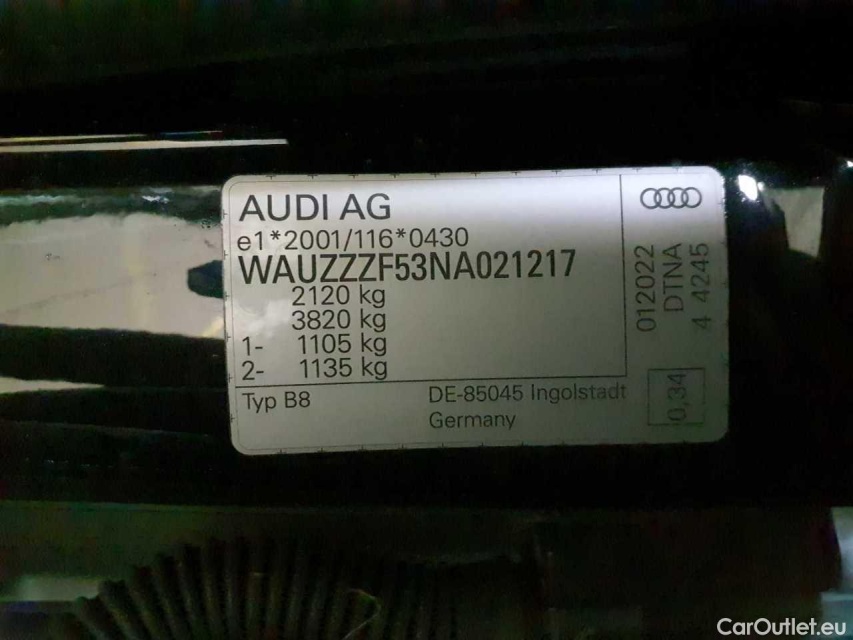 AUDI AG
e1*2001/116*0430
WAUZZZF53NA021217
2120 kg
3820 kg
1- 1105 kg
2- 1135 kg
Typ B8
DE-85045 Ingolstadt
Germany
012022
DTNA
4 4245
0,34
CarOutlet.eu